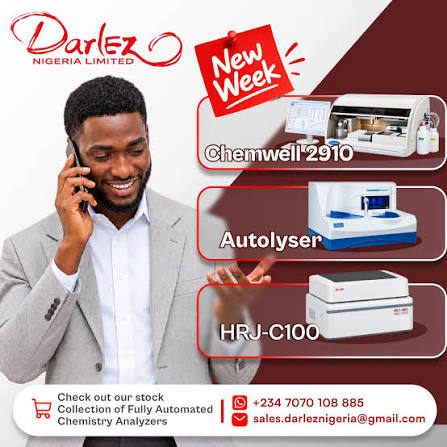 Darlez
NIGERIA LIMITED
New
Week
Chemwell 2910
Autolyser
HRJ-C100
Check out our stock
Collection of Fully Automated
Chemistry Analyzers
+234 7070 108 885
sales.darleznigeria@gmail.com